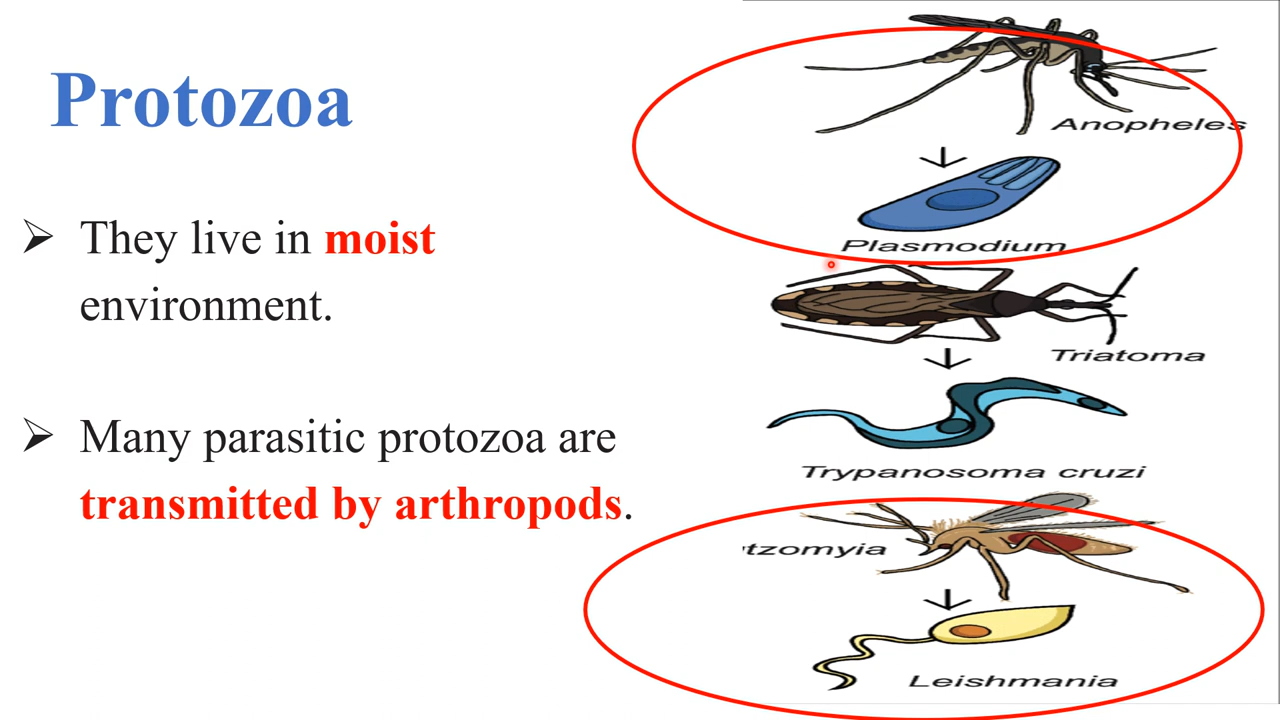 Protozoa
➢ They live in moist
environment.
➢ Many parasitic protozoa are
transmitted by arthropods.
Anopheles
Plasmodium
Triatoma
Trypanosoma cruzi
tzomyia
Leishmania